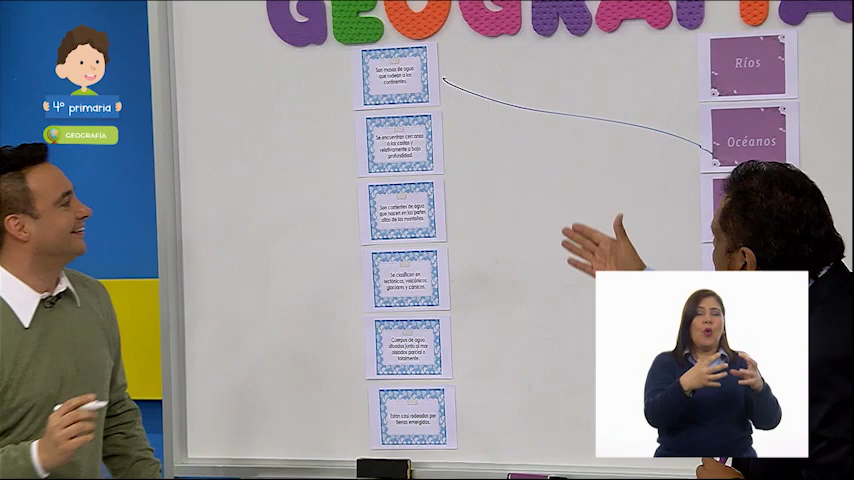 GEOGRAFÍA
4º primaria
GEOGRAFÍA
Son masas de agua
que rodean a los
continentes.
Se encuentran cercanos
a las costas y
relativamente a baja
profundidad.
Son corrientes de agua
que nacen en las partes
altas de las montañas.
Se clasifican en
tectónicos, volcánicos,
glaciares y cársicos.
Cuerpos de agua
situados junto al mar
aislados parcial o
totalmente.
Están casi rodeadas por
tierras emergidas.
Ríos
Océanos